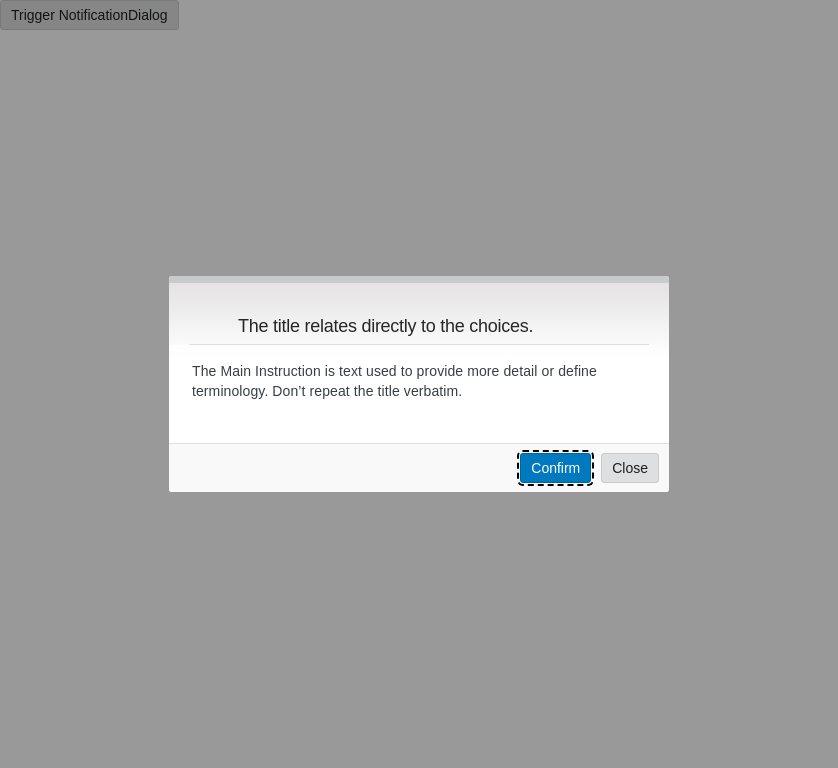 Trigger NotificationDialog
The title relates directly to the choices.
The Main Instruction is text used to provide more detail or define
terminology. Don’t repeat the title verbatim.
Confirm Close